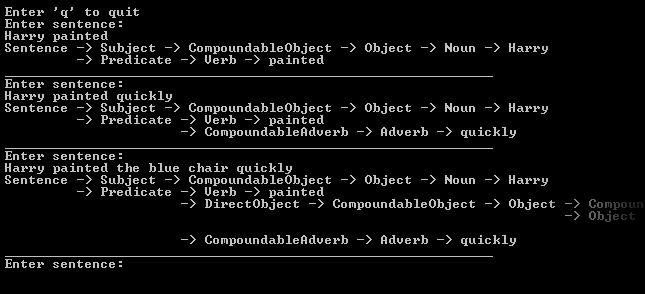 Enter 'q' to quit
Enter sentence:
Harry painted
Sentence -> Subject -> CompoundableObject -> Object -> Noun -> Harry
-> Predicate -> Verb -> painted
Enter sentence:
Harry painted quickly
Sentence -> Subject -> CompoundableObject -> Object -> Noun -> Harry
-> Predicate -> Verb -> painted
-> CompoundableAdverb -> Adverb -> quickly
Enter sentence:
Harry painted the blue chair quickly
Sentence -> Subject -> CompoundableObject -> Object -> Noun -> Harry
-> Predicate -> Verb -> painted
-> DirectObject -> CompoundableObject -> Object -> Compoun
-> Object
-> CompoundableAdverb -> Adverb -> quickly
Enter sentence: